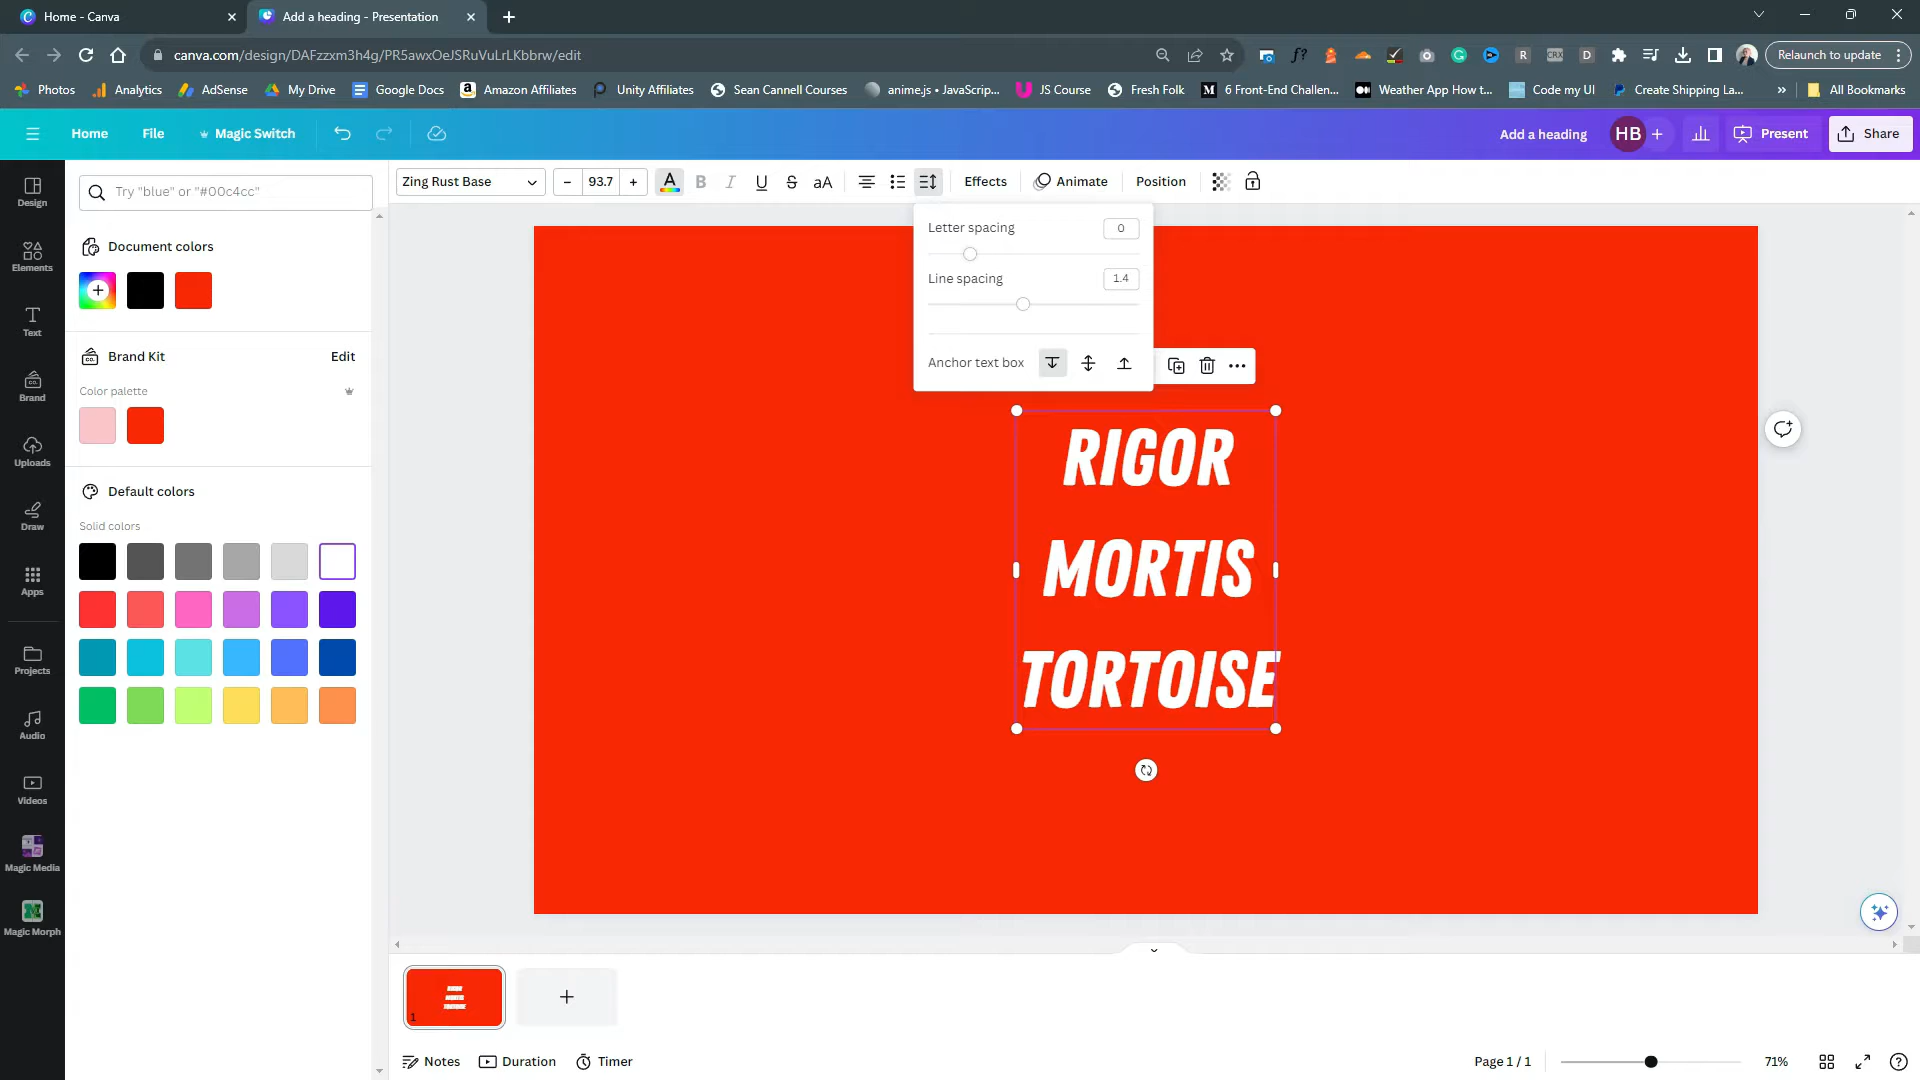 Home - Canva
Add a heading - Presentation
canva.com/design/DAFzzxm3h4g/PR5awxOeJSRuVuLrLKbbrw/edit
Relaunch to update
Photos
Analytics
AdSense
My Drive
Google Docs
Amazon Affiliates
Unity Affiliates
Sean Cannell Courses
anime.js • JavaScrip...
JS Course
Fresh Folk
6 Front-End Challen...
Weather App How t...
Code my UI
Create Shipping La...
All Bookmarks
Home
File
Magic Switch
Add a heading
HB
Present
Share
Zing Rust Base
93.7
Effects
Animate
Position
Try "blue" or "#00c4cc"
Document colors
Brand Kit
Edit
Color palette
Default colors
Solid colors
Design
Elements
Text
Brand
Uploads
Draw
Apps
Projects
Audio
Videos
Magic Media
Magic Morph
Letter spacing
0
Line spacing
1.4
Anchor text box
RIGOR
MORTIS
TORTOISE
1
Notes
Duration
Timer
Page 1 / 1
71%